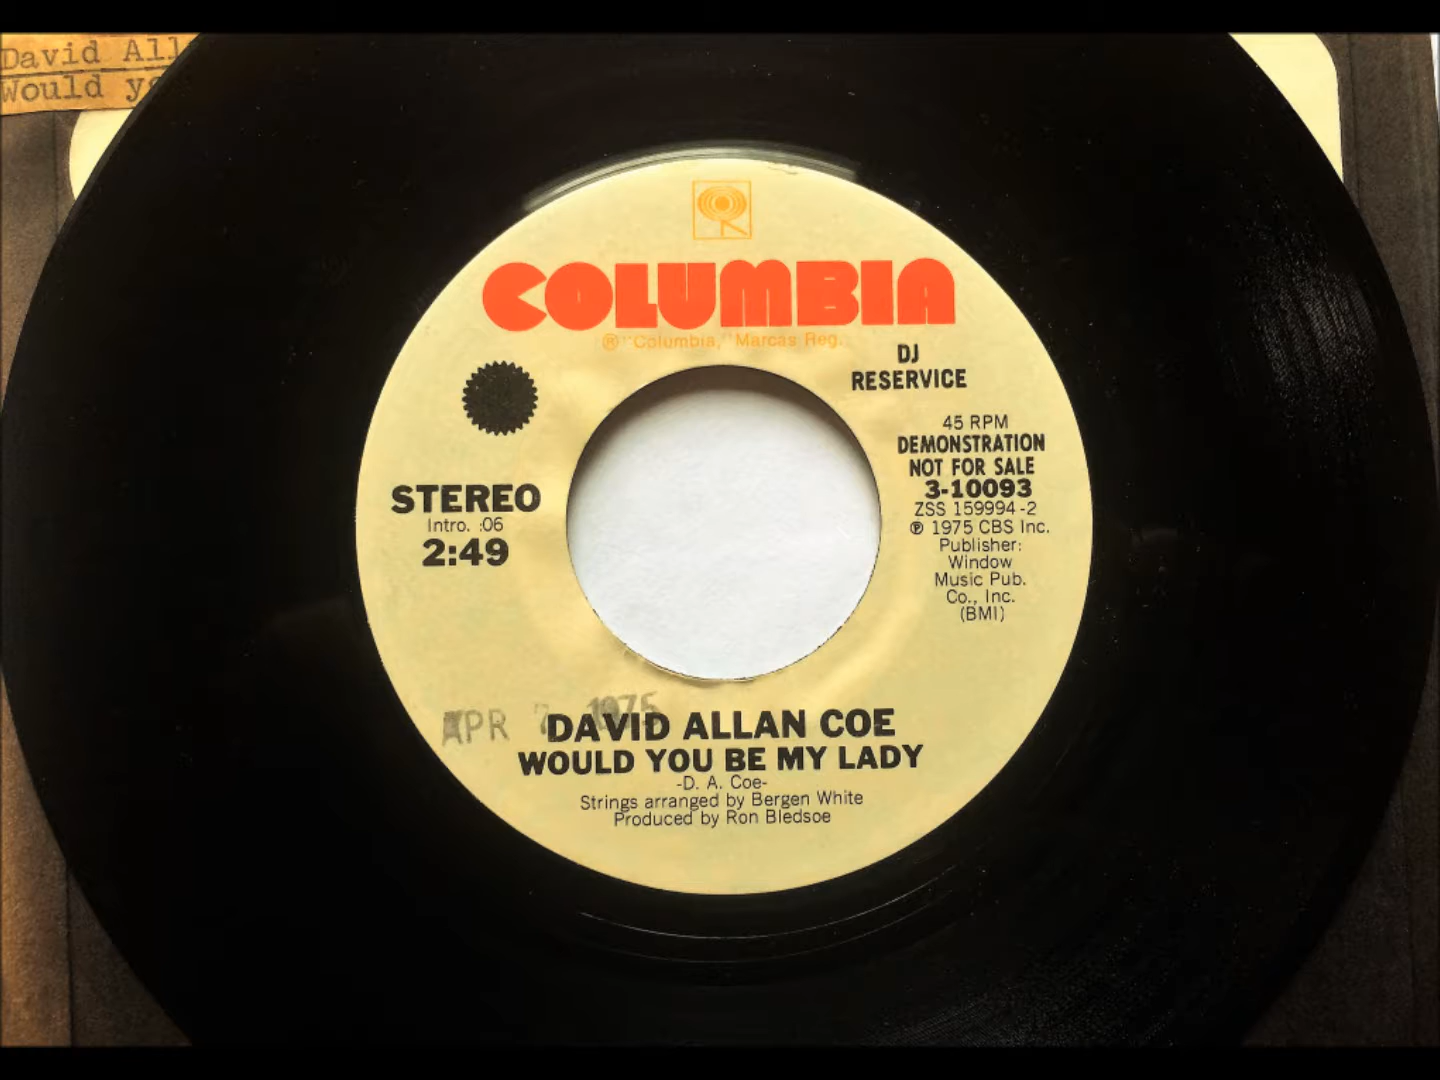 David All
Would y
COLUMBIA
® "Columbia," Marcas Reg.
DJ
RESERVICE
45 RPM
DEMONSTRATION
NOT FOR SALE
3-10093
ZSS 159994-2
℗ 1975 CBS Inc.
Publisher:
Window
Music Pub.
Co., Inc.
(BMI)
STEREO
Intro. :06
2:49
APR 7 1975
DAVID ALLAN COE
WOULD YOU BE MY LADY
-D. A. Coe-
Strings arranged by Bergen White
Produced by Ron Bledsoe